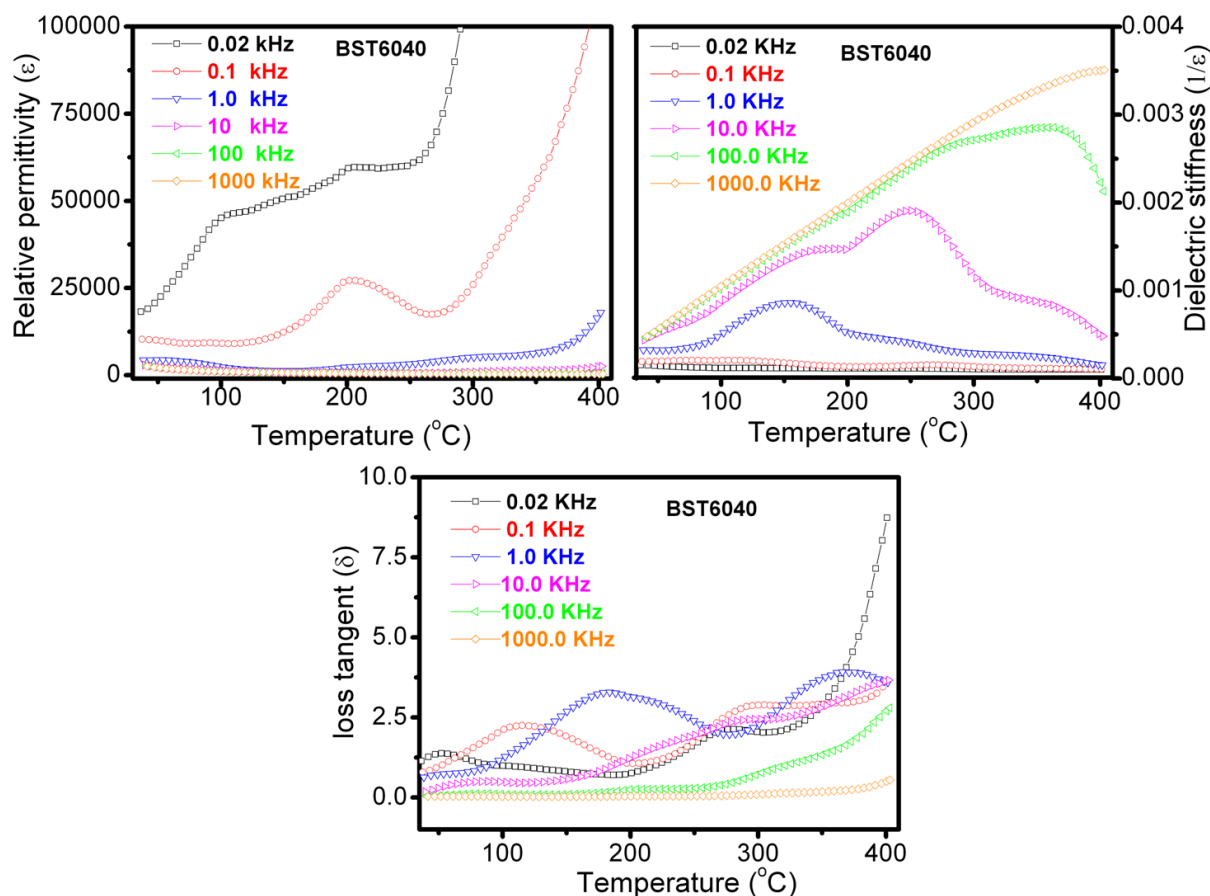 Relative permittivity (ε)
100000
75000
50000
25000
0
0.02 kHz
0.1 kHz
1.0 kHz
10 kHz
100 kHz
1000 kHz
BST6040
100 200 300 400
Temperature (°C)
0.02 KHz
0.1 KHz
1.0 KHz
10.0 KHz
100.0 KHz
1000.0 KHz
BST6040
0.004
0.003
0.002
0.001
0.000
Dielectric stiffness (1/ε)
100 200 300 400
Temperature (°C)
loss tangent (δ)
10.0
7.5
5.0
2.5
0.0
0.02 KHz
0.1 KHz
1.0 KHz
10.0 KHz
100.0 KHz
1000.0 KHz
BST6040
100 200 300 400
Temperature (°C)